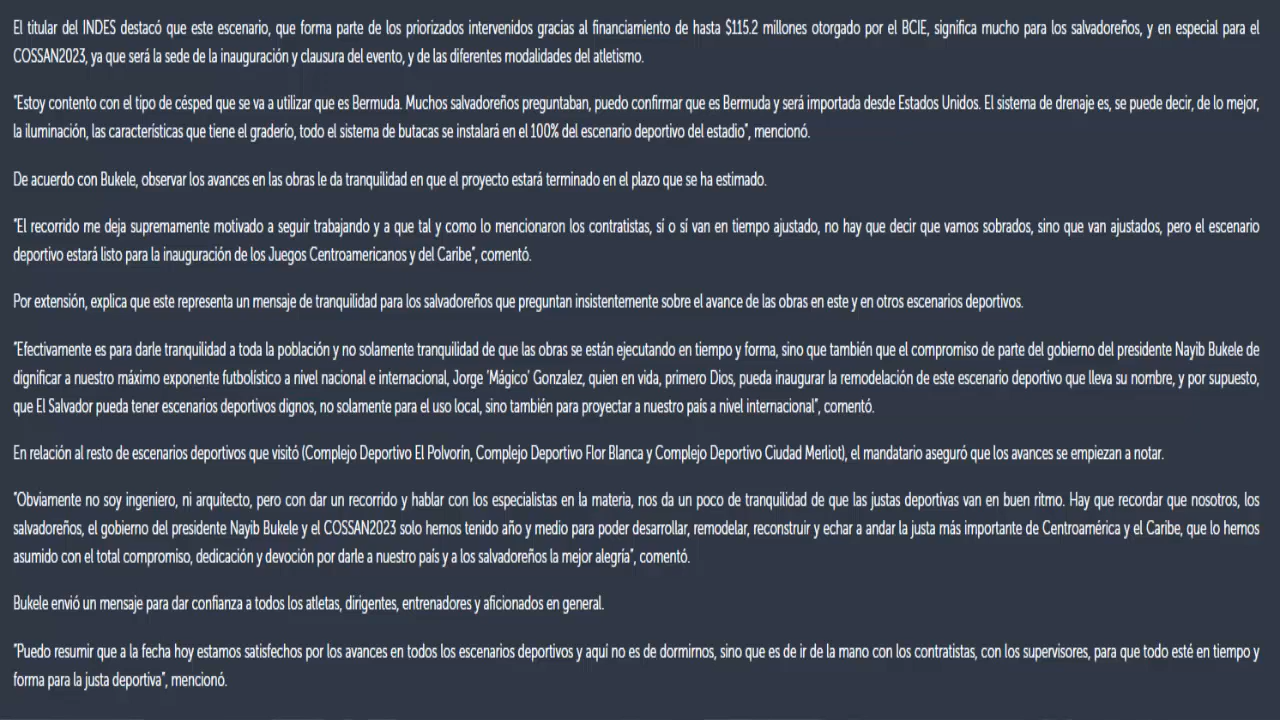 El titular del INDES destacó que este escenario, que forma parte de los priorizados intervenidos gracias al financiamiento de hasta $115.2 millones otorgado por el BCIE, significa mucho para los salvadoreños, y en especial para el
COSSAN2023, ya que será la sede de la inauguración y clausura del evento, y de las diferentes modalidades del atletismo.
"Estoy contento con el tipo de césped que se va a utilizar que es Bermuda. Muchos salvadoreños preguntaban, puedo confirmar que es Bermuda y será importada desde Estados Unidos. El sistema de drenaje es, se puede decir, de lo mejor,
la iluminación, las características que tiene el graderío, todo el sistema de butacas se instalará en el 100% del escenario deportivo del estadio", mencionó.
De acuerdo con Bukele, observar los avances en las obras le da tranquilidad en que el proyecto estará terminado en el plazo que se ha estimado.
"El recorrido me deja supremamente motivado a seguir trabajando y a que tal y como lo mencionaron los contratistas, sí o sí van en tiempo ajustado, no hay que decir que vamos sobrados, sino que van ajustados, pero el escenario
deportivo estará listo para la inauguración de los Juegos Centroamericanos y del Caribe", comentó.
Por extensión, explica que este representa un mensaje de tranquilidad para los salvadoreños que preguntan insistentemente sobre el avance de las obras en este y en otros escenarios deportivos.
"Efectivamente es para darle tranquilidad a toda la población y no solamente tranquilidad de que las obras se están ejecutando en tiempo y forma, sino que también que el compromiso de parte del gobierno del presidente Nayib Bukele de
dignificar a nuestro máximo exponente futbolístico a nivel nacional e internacional, Jorge 'Mágico' Gonzalez, quien en vida, primero Dios, pueda inaugurar la remodelación de este escenario deportivo que lleva su nombre, y por supuesto,
que El Salvador pueda tener escenarios deportivos dignos, no solamente para el uso local, sino también para proyectar a nuestro país a nivel internacional", comentó.
En relación al resto de escenarios deportivos que visitó (Complejo Deportivo El Polvorín, Complejo Deportivo Flor Blanca y Complejo Deportivo Ciudad Merliot), el mandatario aseguró que los avances se empiezan a notar.
"Obviamente no soy ingeniero, ni arquitecto, pero con dar un recorrido y hablar con los especialistas en la materia, nos da un poco de tranquilidad de que las justas deportivas van en buen ritmo. Hay que recordar que nosotros, los
salvadoreños, el gobierno del presidente Nayib Bukele y el COSSAN2023 solo hemos tenido año y medio para poder desarrollar, remodelar, reconstruir y echar a andar la justa más importante de Centroamérica y el Caribe, que lo hemos
asumido con el total compromiso, dedicación y devoción por darle a nuestro país y a los salvadoreños la mejor alegría", comentó.
Bukele envió un mensaje para dar confianza a todos los atletas, dirigentes, entrenadores y aficionados en general.
"Puedo resumir que a la fecha hoy estamos satisfechos por los avances en todos los escenarios deportivos y aquí no es de dormirnos, sino que es de ir de la mano con los contratistas, con los supervisores, para que todo esté en tiempo y
forma para la justa deportiva", mencionó.